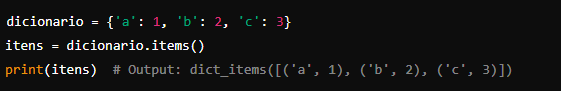 dicionario = {'a': 1, 'b': 2, 'c': 3}
itens = dicionario.items()
print(itens)  # Output: dict_items([('a', 1), ('b', 2), ('c', 3)])